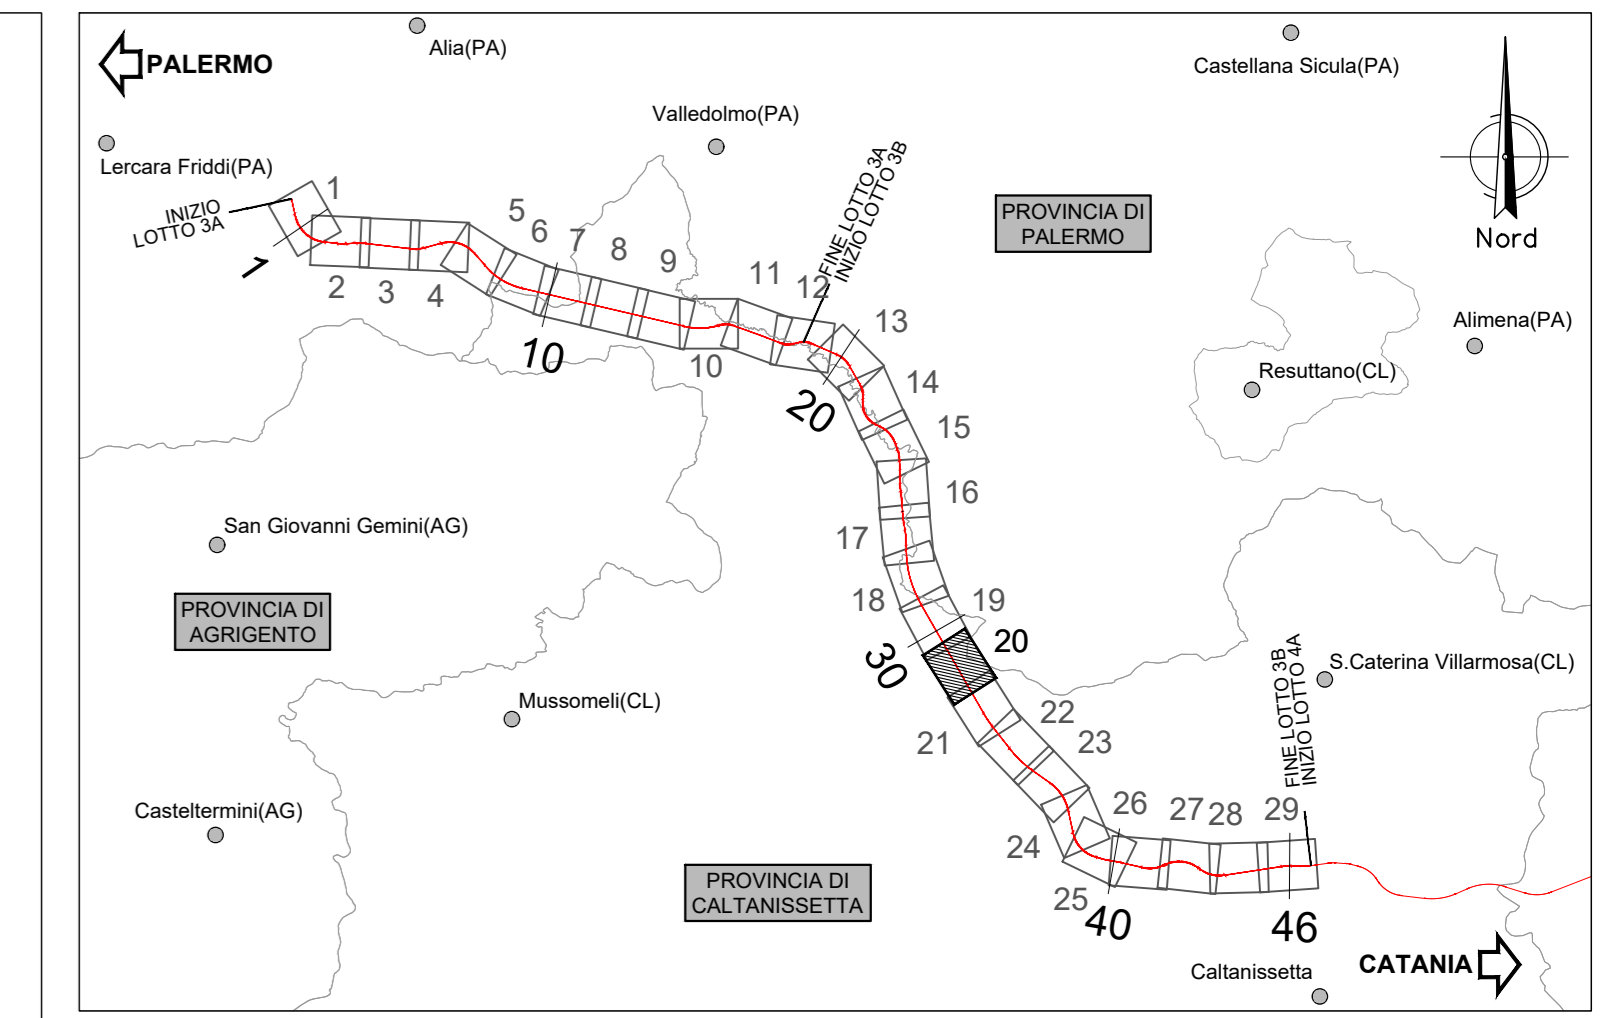 Alia(PA)
PALERMO
Castellana Sicula(PA)
Valledolmo(PA)
Lercara Friddi(PA)
INIZIO
LOTTO 3A
FINE LOTTO 3A
INIZIO LOTTO 3B
PROVINCIA DI
PALERMO
Nord
1
1
2
3
4
5
6
7
8
9
10
10
11
12
13
20
14
15
16
17
18
19
20
30
21
22
23
24
25
26
27
28
29
40
46
Alimena(PA)
Resuttano(CL)
San Giovanni Gemini(AG)
PROVINCIA DI
AGRIGENTO
Mussomeli(CL)
S.Caterina Villarmosa(CL)
FINE LOTTO 3B
INIZIO LOTTO 4A
Casteltermini(AG)
PROVINCIA DI
CALTANISSETTA
Caltanissetta
CATANIA